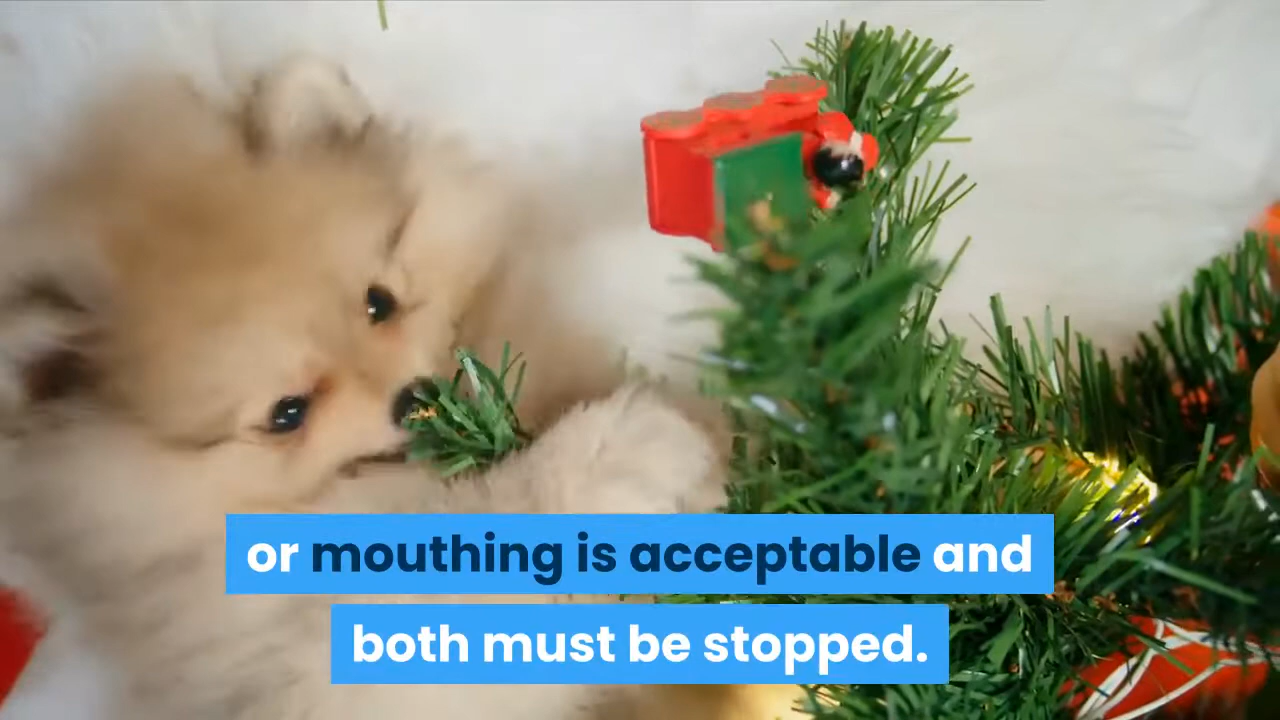 or mouthing is acceptable and
both must be stopped.